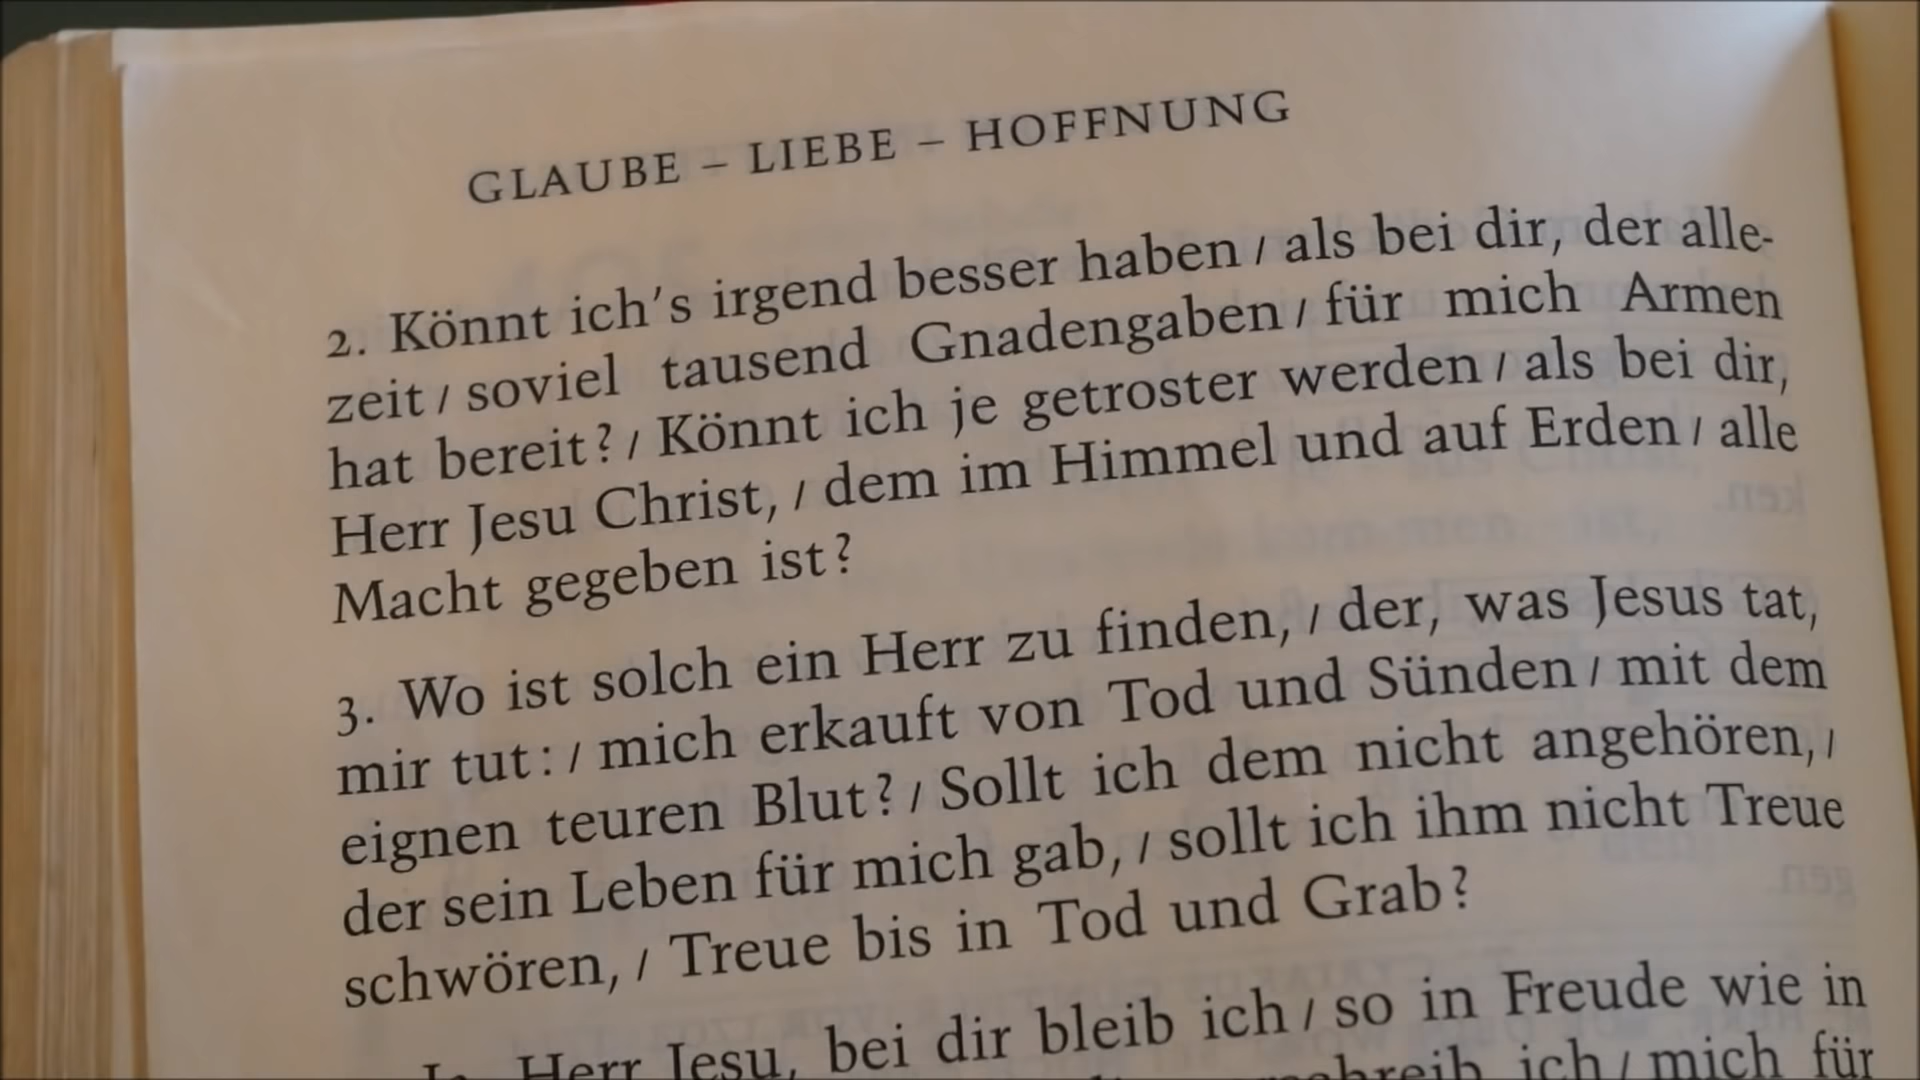 GLAUBE – LIEBE – HOFFNUNG
2. Könnt ich's irgend besser haben / als bei dir, der alle-
zeit / soviel tausend Gnadengaben / für mich Armen
hat bereit? / Könnt ich je getroster werden / als bei dir,
Herr Jesu Christ, / dem im Himmel und auf Erden / alle
Macht gegeben ist?
3. Wo ist solch ein Herr zu finden, / der, was Jesus tat,
mir tut: / mich erkauft von Tod und Sünden / mit dem
eignen teuren Blut? / Sollt ich dem nicht angehören, /
der sein Leben für mich gab, / sollt ich ihm nicht Treue
schwören, / Treue bis in Tod und Grab?
Herr Jesu, bei dir bleib ich / so in Freude wie in
ich / mich für